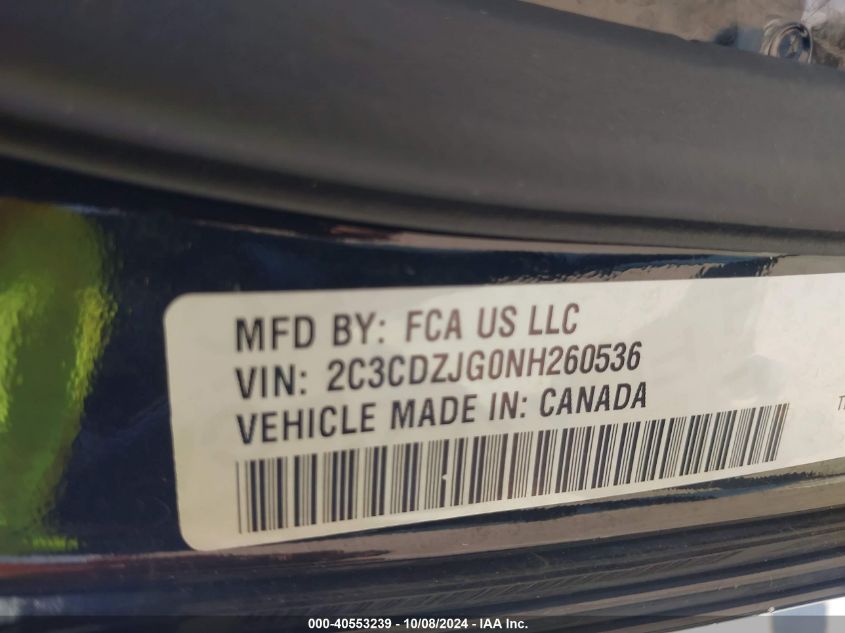 MFD BY: FCA US LLC
VIN: 2C3CDZJG0NH260536
VEHICLE MADE IN: CANADA
000-40553239 - 10/08/2024 - IAA Inc.